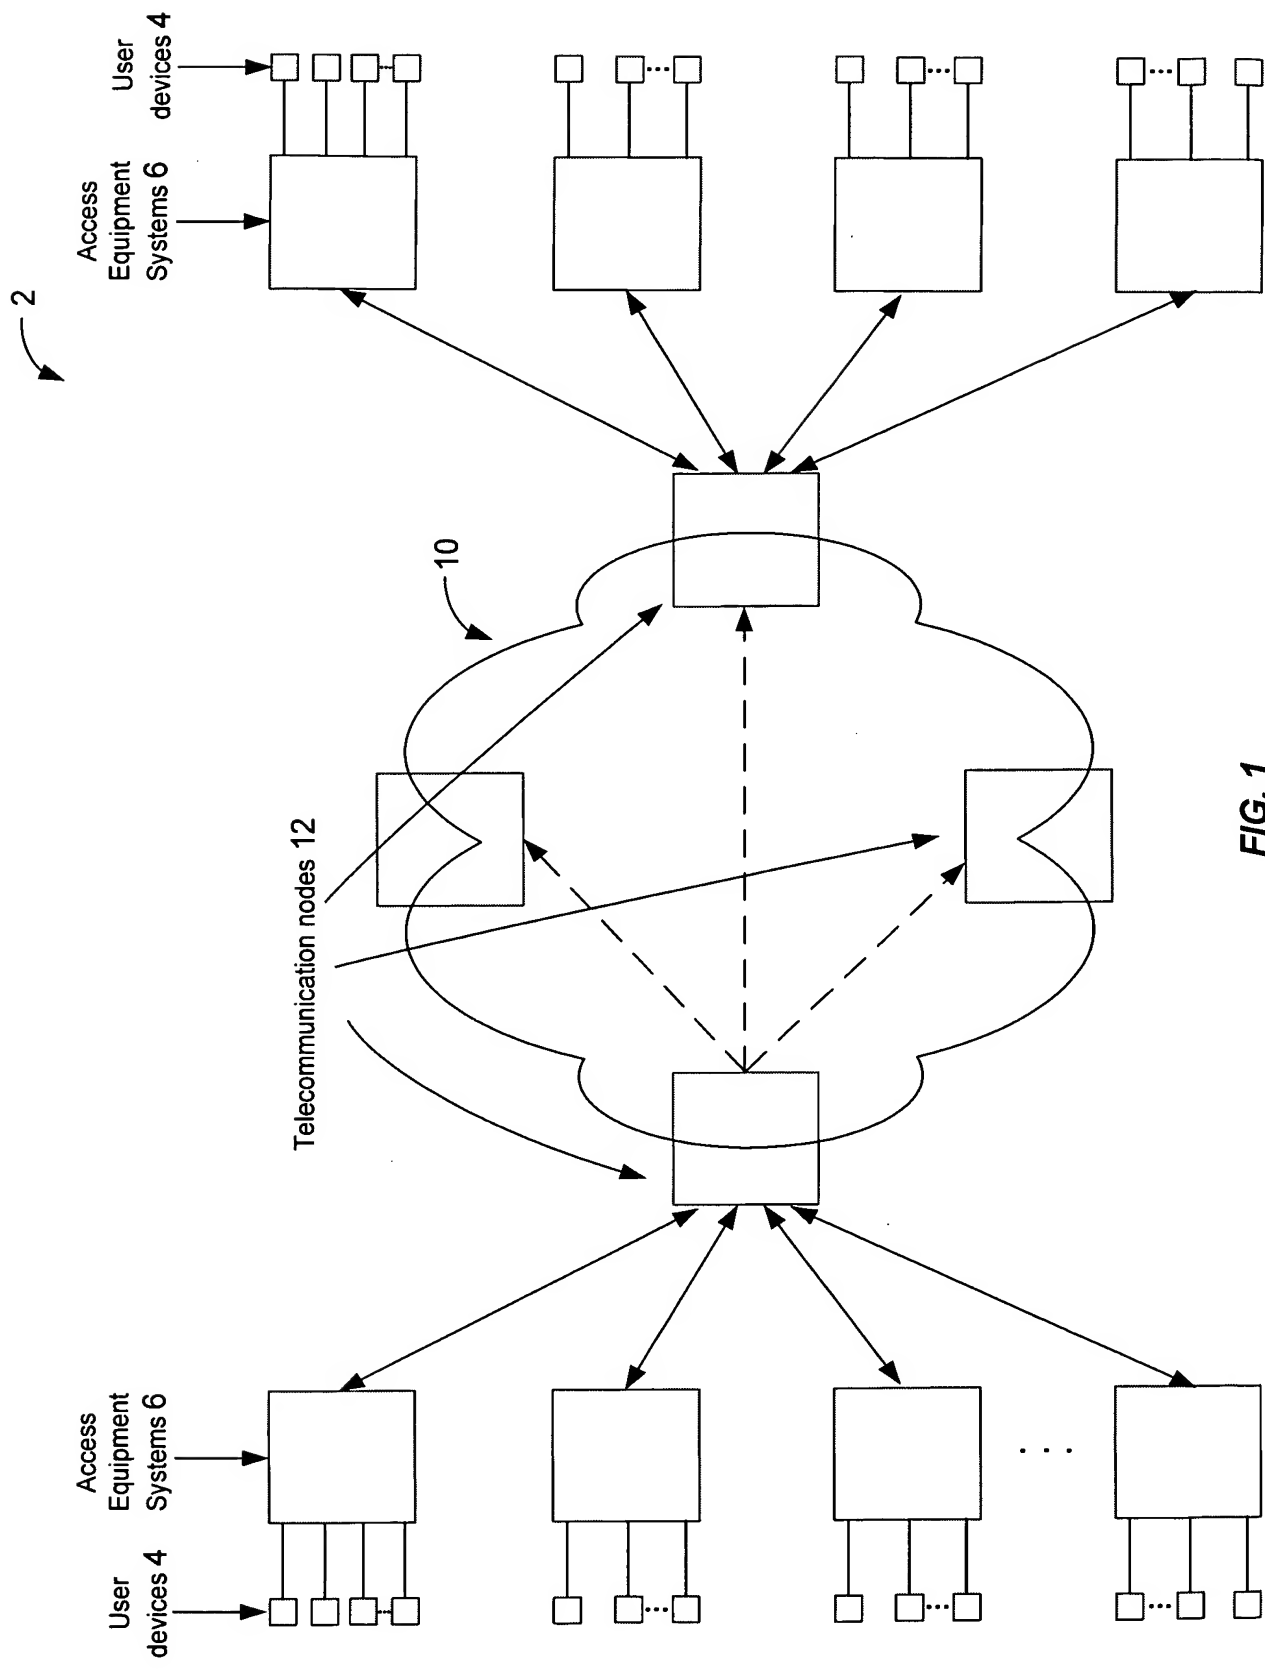 2
User
devices 4
Access
Equipment
Systems 6
Telecommunication nodes 12
10
Access
Equipment
Systems 6
User
devices 4
FIG. 1